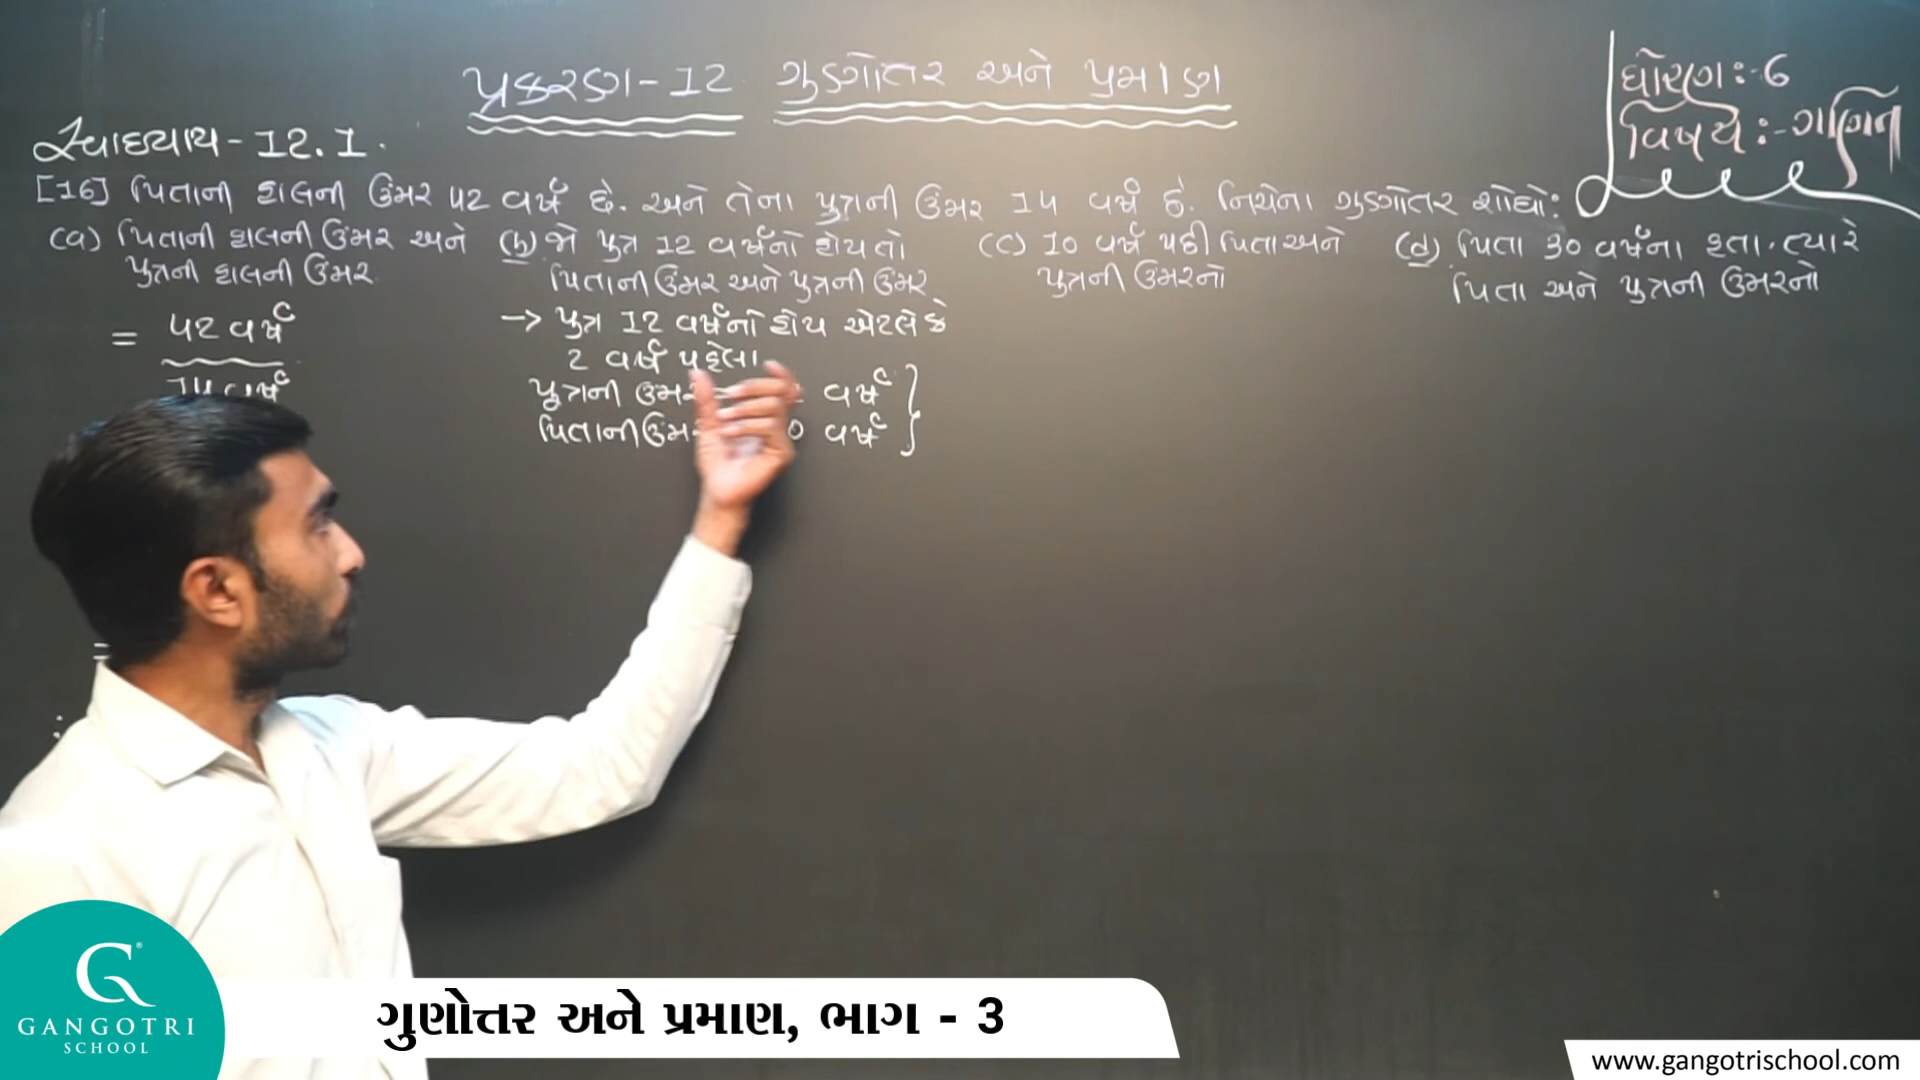 પ્રકરણ-12 ગુણોતર અને પ્રમાણ
ધોરણ:-6
વિષય:-ગણિત
સ્વાધ્યાય-12.1.
[16] પિતાની હાલની ઉંમર 42 વર્ષ છે. અને તેના પુત્રની ઉંમર 14 વર્ષ છે. નિચેના ગુણોતર શોધો:
(a) પિતાની હાલની ઉંમર અને
પુત્રની હાલની ઉંમર
= 42 વર્ષ
14 વર્ષ
=
(b) જો પુત્ર 12 વર્ષનો હોય તો
પિતાની ઉંમર અને પુત્રની ઉંમર
→ પુત્ર 12 વર્ષનો હોય એટલે કે
2 વર્ષ પહેલા
પુત્રની ઉંમર વર્ષ
પિતાની ઉંમર 0 વર્ષ
(c) 10 વર્ષ પછી પિતા અને
પુત્રની ઉંમરનો
(d) પિતા 30 વર્ષના હતા. ત્યારે
પિતા અને પુત્રની ઉંમરનો
G
GANGOTRI
SCHOOL
ગુણોત્તર અને પ્રમાણ, ભાગ - 3
www.gangotrischool.com